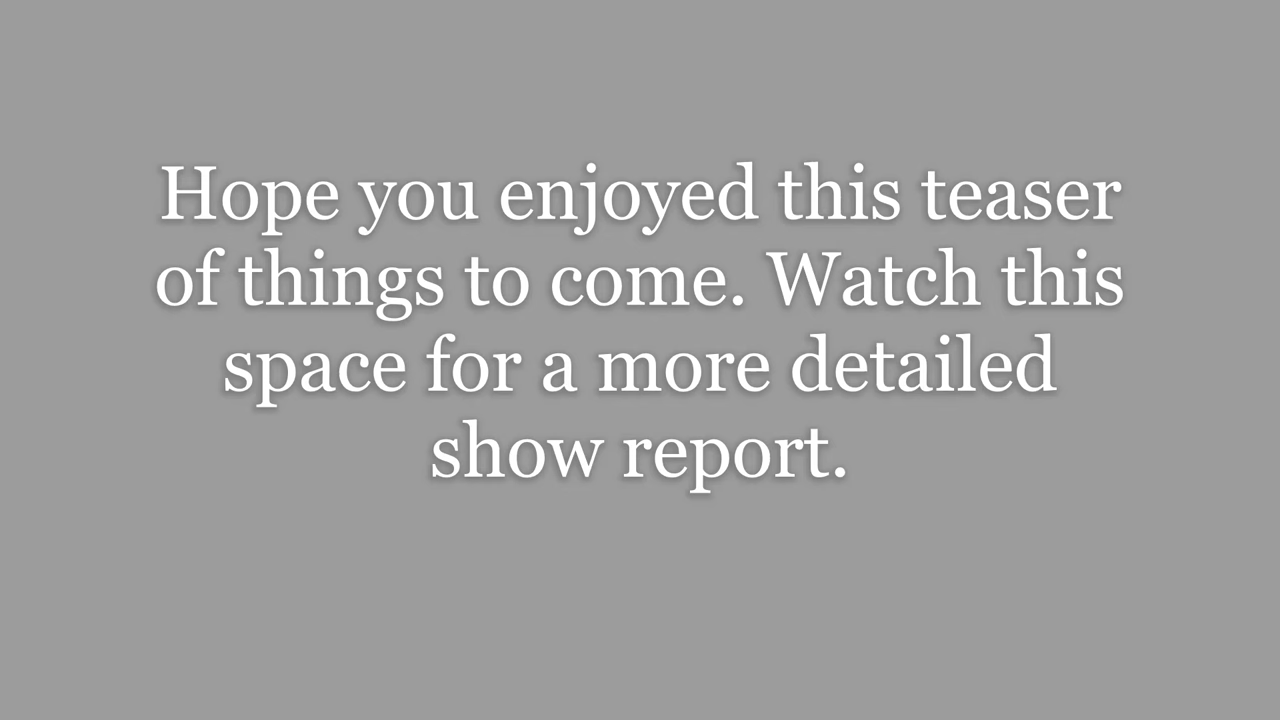 Hope you enjoyed this teaser
of things to come. Watch this
space for a more detailed
show report.